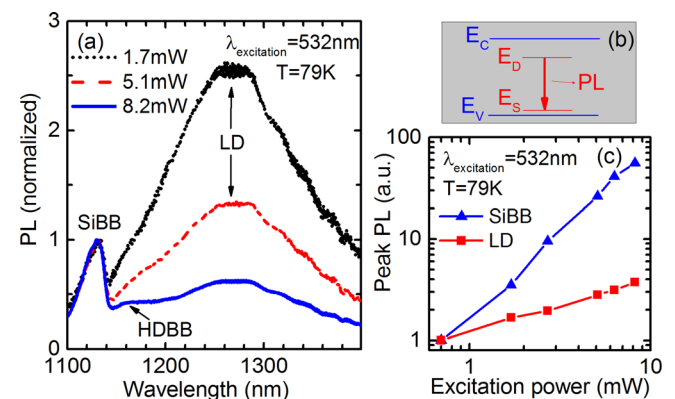 (a)
λexcitation=532nm
T=79K
1.7mW
5.1mW
8.2mW
LD
SiBB
HDBB
PL (normalized)
3
2
1
0
1100 1200 1300
Wavelength (nm)
(b)
EC
ED
PL
ES
EV
(c)
λexcitation=532nm
T=79K
SiBB
LD
Peak PL (a.u.)
100
10
1
1 10
Excitation power (mW)